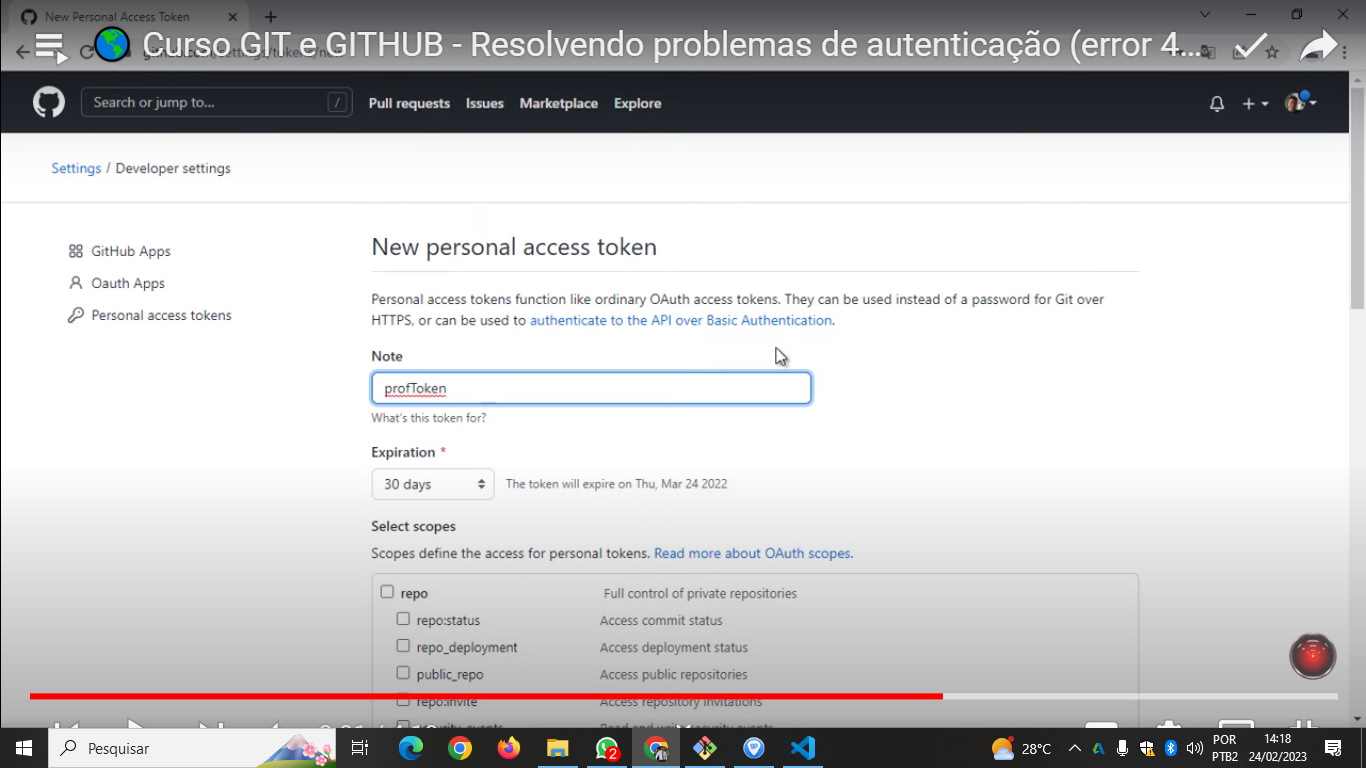 New Personal Access Token
Curso GIT e GITHUB - Resolvendo problemas de autenticação (error 4...
Search or jump to...
/
Pull requests
Issues
Marketplace
Explore
Settings / Developer settings
GitHub Apps
Oauth Apps
Personal access tokens
New personal access token
Personal access tokens function like ordinary OAuth access tokens. They can be used instead of a password for Git over
HTTPS, or can be used to authenticate to the API over Basic Authentication.
Note
profToken
What's this token for?
Expiration *
30 days
The token will expire on Thu, Mar 24 2022
Select scopes
Scopes define the access for personal tokens. Read more about OAuth scopes.
repo Full control of private repositories
repo:status Access commit status
repo_deployment Access deployment status
public_repo Access public repositories
repo:invite Access repository invitations
security_events Read and write security events
Pesquisar
2
28°C
POR
PTB2
14:18
24/02/2023